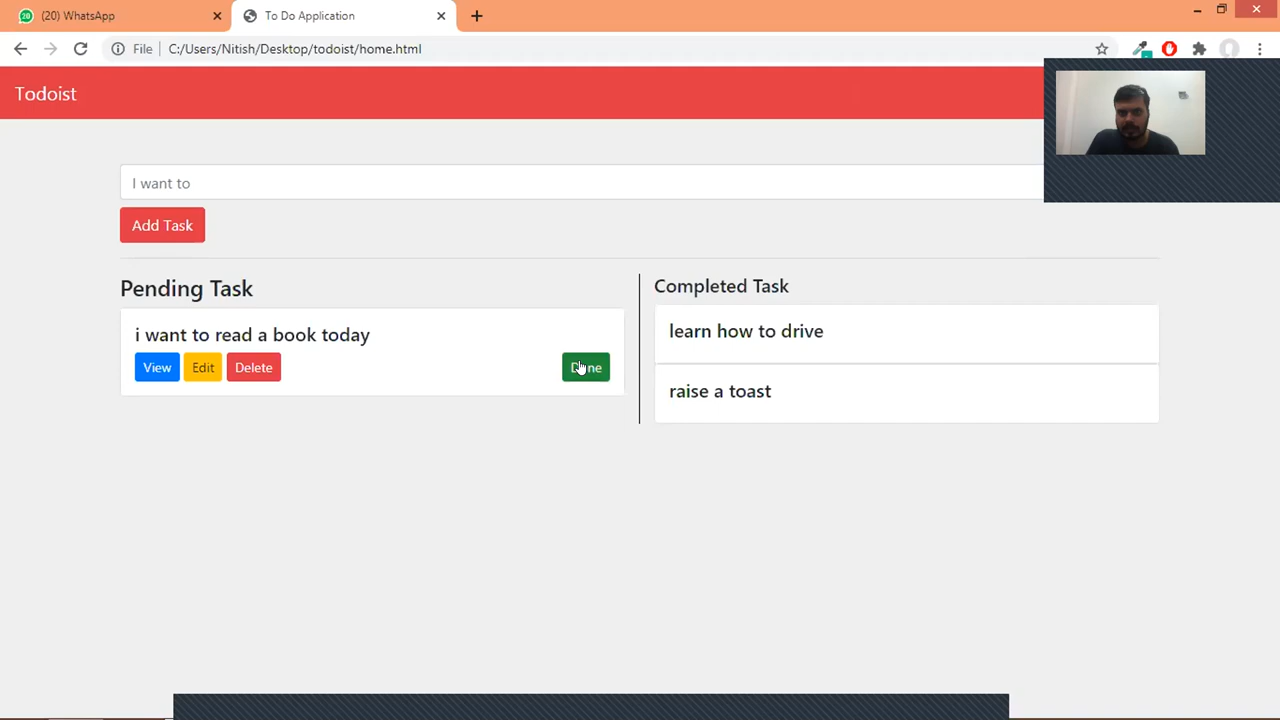 20 (20) WhatsApp
To Do Application
File C:/Users/Nitish/Desktop/todoist/home.html
Todoist
I want to
Add Task
Pending Task
i want to read a book today
View Edit Delete Done
Completed Task
learn how to drive
raise a toast